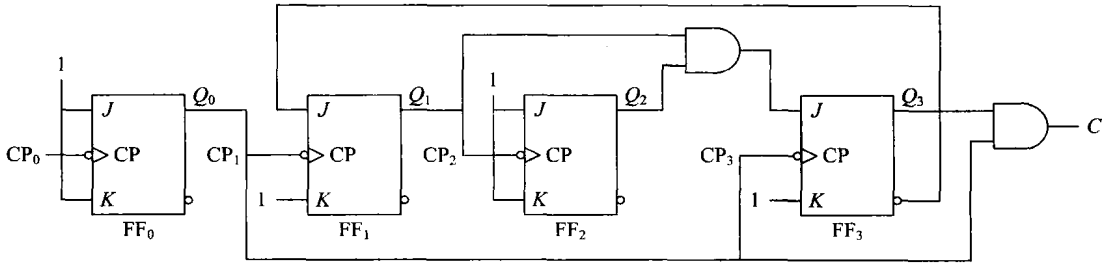 1
J
CP₀
CP
K
FF₀
Q₀
CP₁
J
CP
1
K
FF₁
Q₁
CP₂
1
J
CP
K
FF₂
Q₂
CP₃
J
CP
1
K
FF₃
Q₃
C